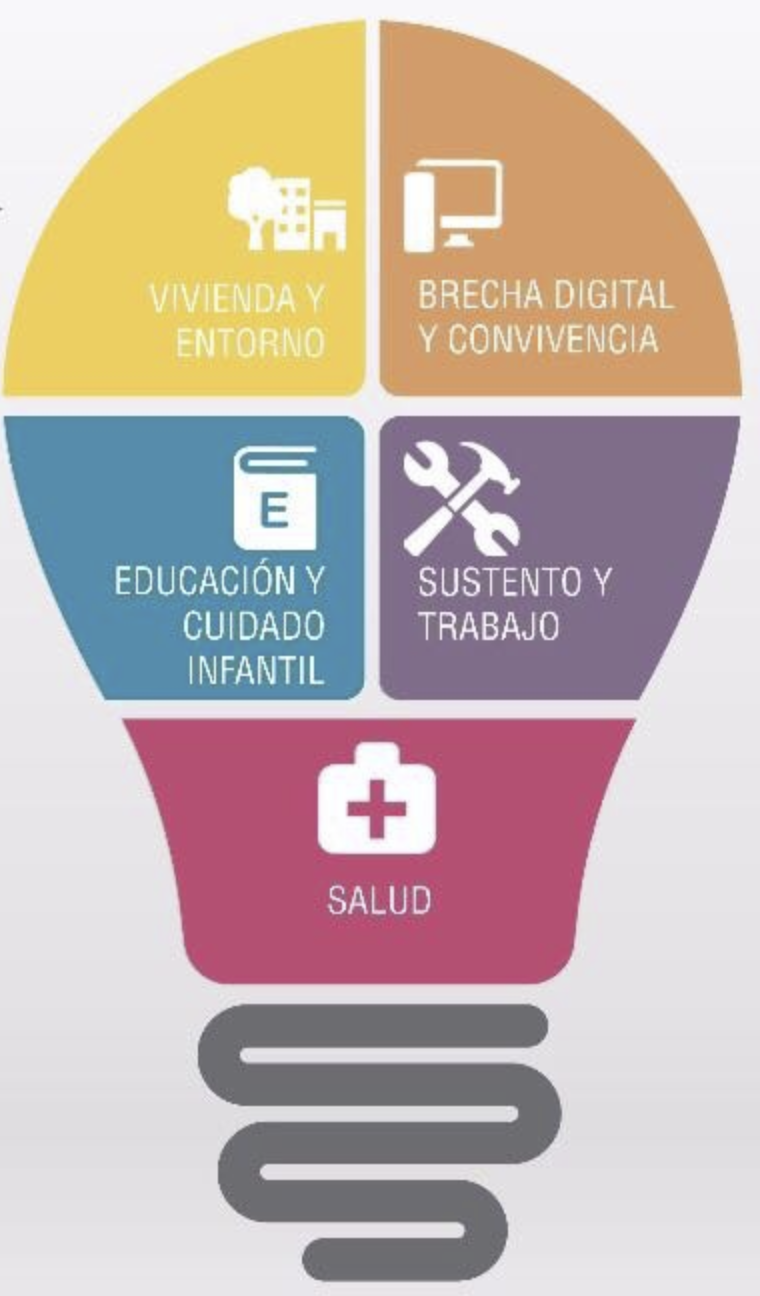 VIVIENDA Y
ENTORNO
BRECHA DIGITAL
Y CONVIVENCIA
E
EDUCACIÓN Y
CUIDADO
INFANTIL
SUSTENTO Y
TRABAJO
SALUD